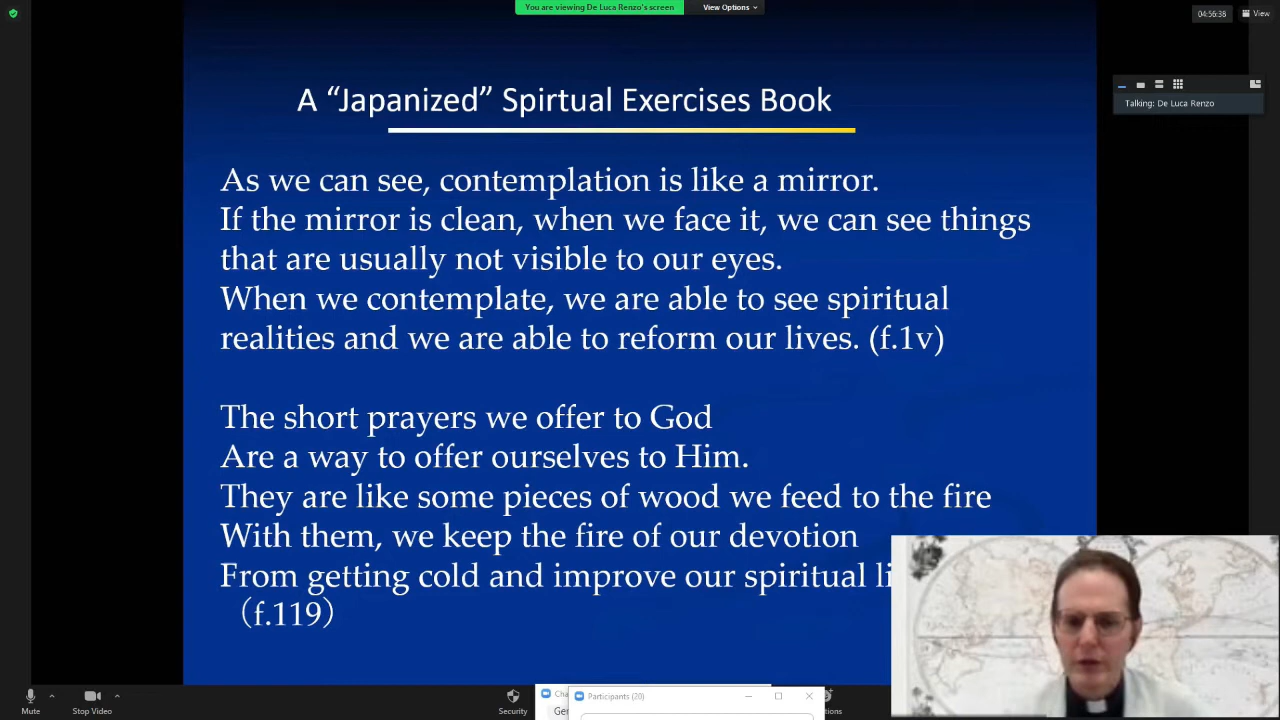 You are viewing De Luca Renzo's screen
View Options
04:56:38
View
Talking: De Luca Renzo
A “Japanized” Spirtual Exercises Book
As we can see, contemplation is like a mirror.
If the mirror is clean, when we face it, we can see things
that are usually not visible to our eyes.
When we contemplate, we are able to see spiritual
realities and we are able to reform our lives. (f.1v)
The short prayers we offer to God
Are a way to offer ourselves to Him.
They are like some pieces of wood we feed to the fire
With them, we keep the fire of our devotion
From getting cold and improve our spiritual
（f.119）
Mute
Stop Video
Security
Participants (20)